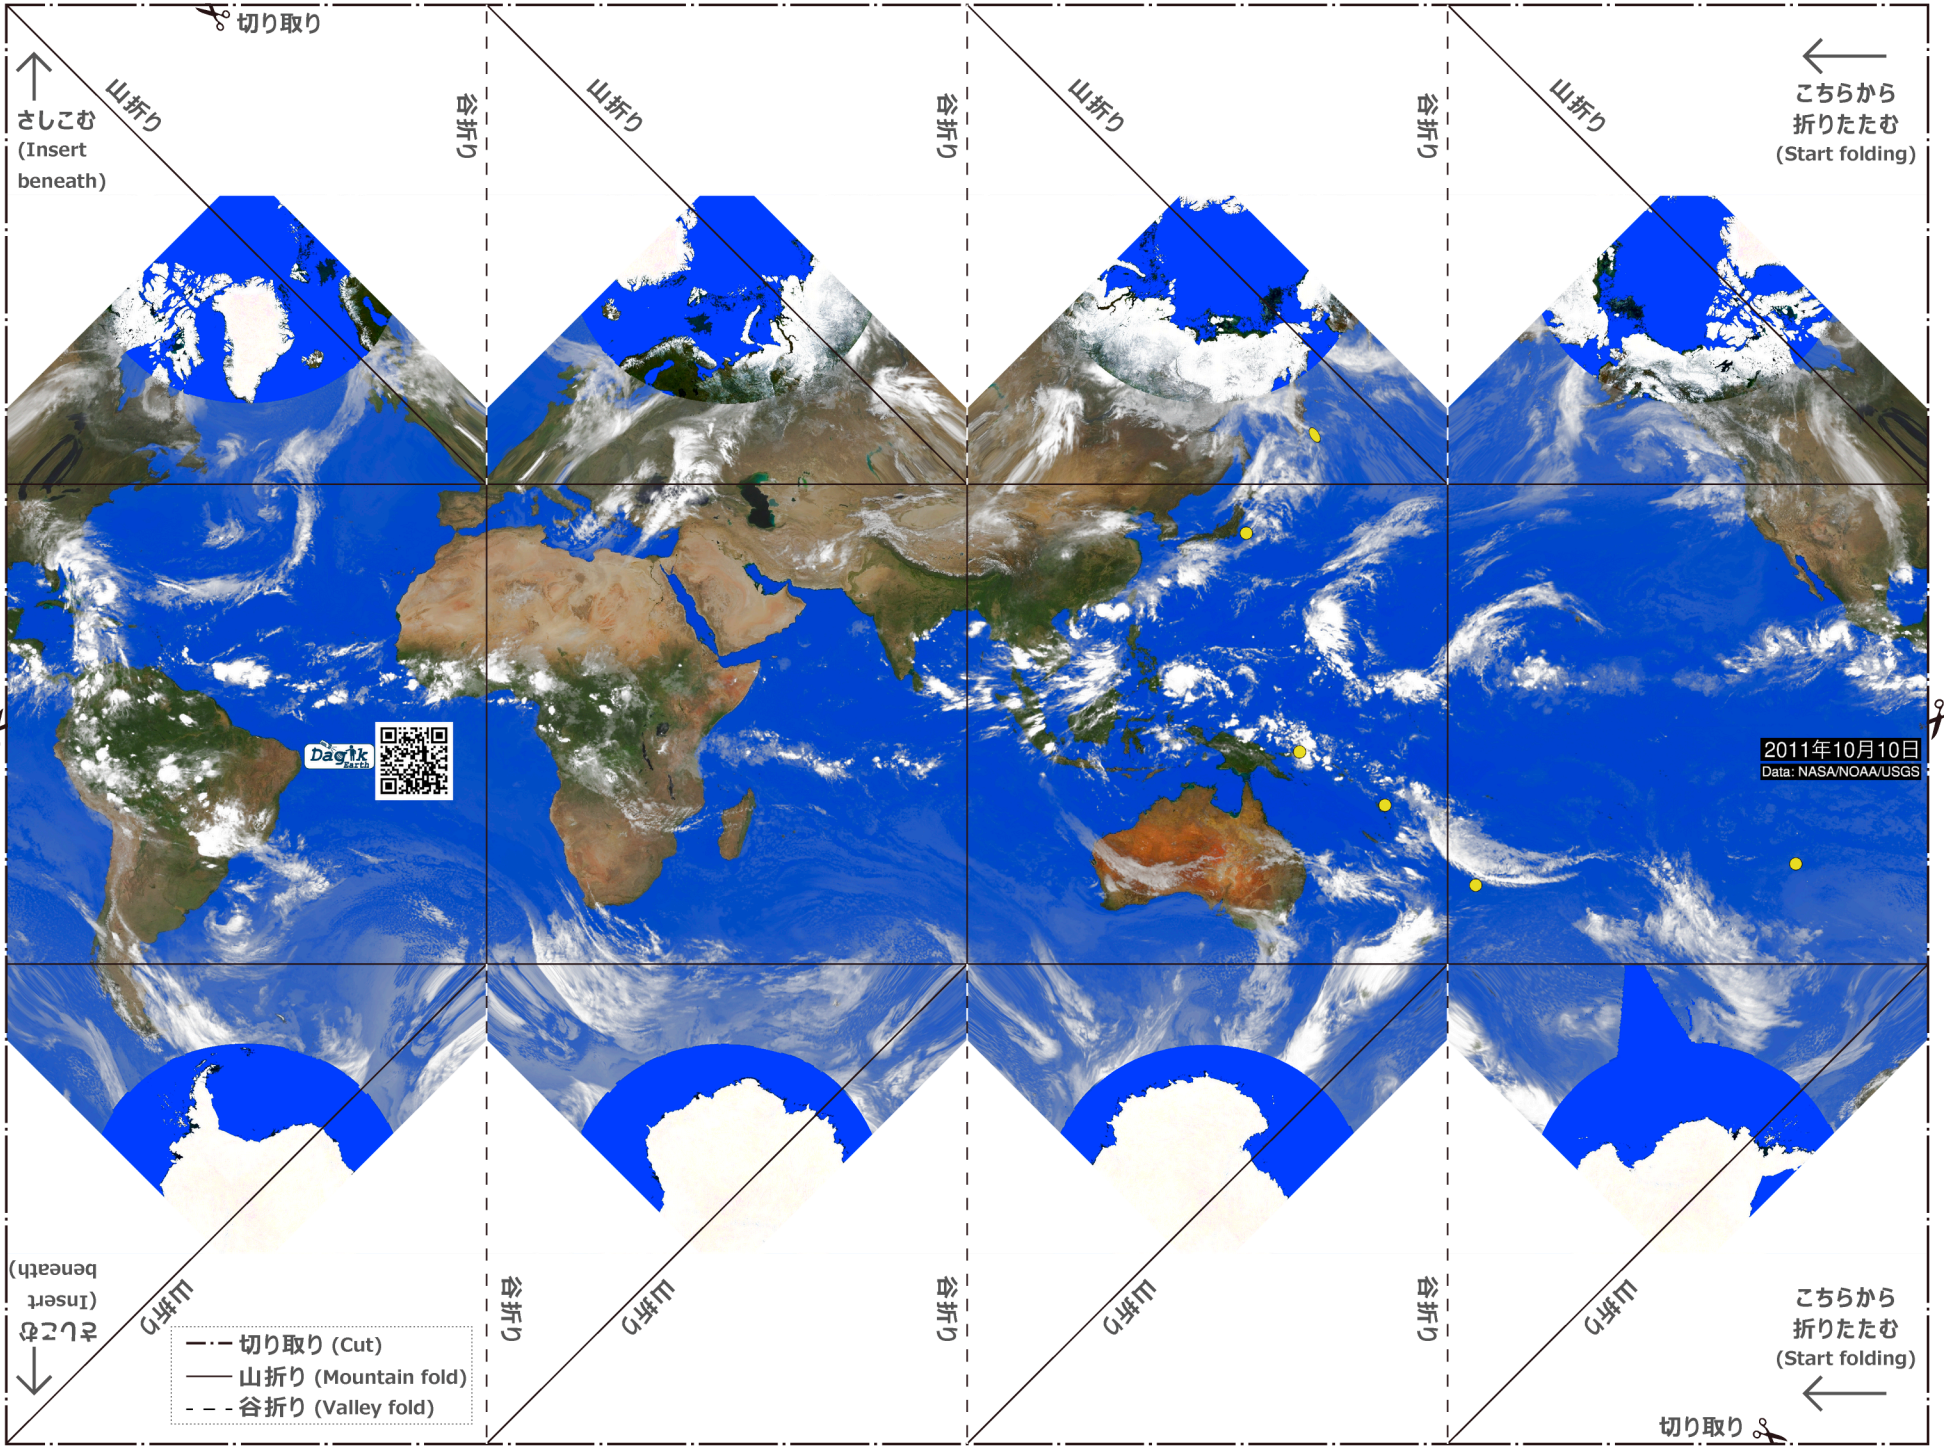 切り取り
山折り
谷折り
山折り
谷折り
山折り
谷折り
山折り
さしこむ
(Insert
beneath)
こちらから
折りたたむ
(Start folding)
Dagik
Earth
2011年10月10日
Data: NASA/NOAA/USGS
さしこむ
(Insert
beneath)
山折り
谷折り
山折り
谷折り
山折り
谷折り
山折り
こちらから
折りたたむ
(Start folding)
切り取り (Cut)
山折り (Mountain fold)
谷折り (Valley fold)
切り取り